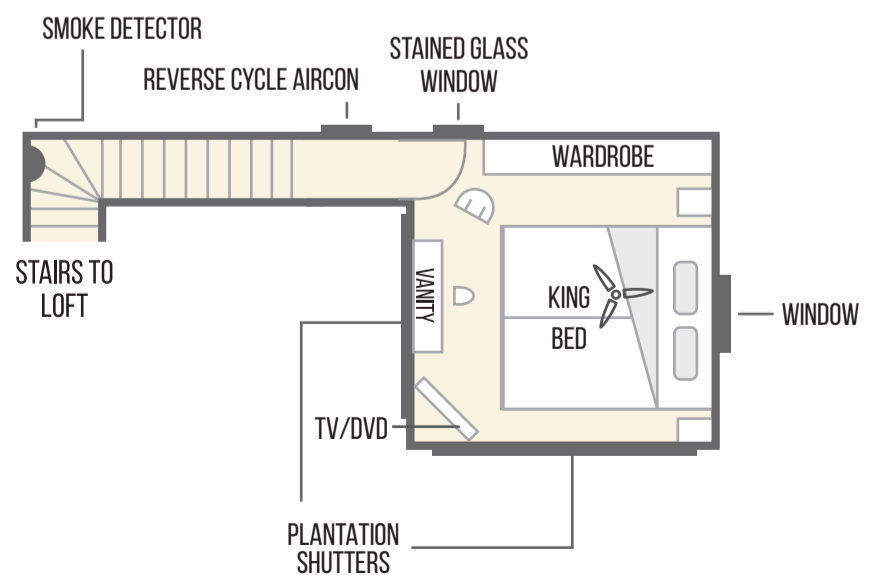 SMOKE DETECTOR
REVERSE CYCLE AIRCON
STAINED GLASS
WINDOW
WARDROBE
STAIRS TO
LOFT
VANITY
KING
BED
WINDOW
TV/DVD
PLANTATION
SHUTTERS